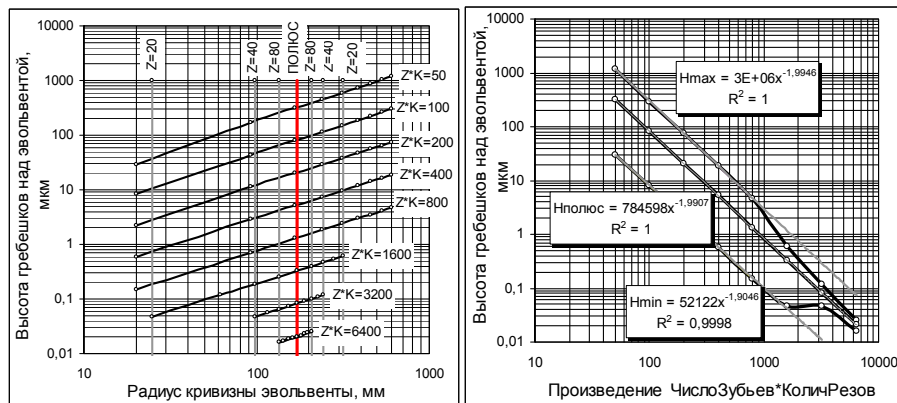 Высота гребешков над эвольвентой,
мкм
10000
1000
100
10
1
0,1
0,01
Z=20
Z=40
Z=80
ПОЛЮС
Z=80
Z=40
Z=20
Z*K=50
Z*K=100
Z*K=200
Z*K=400
Z*K=800
Z*K=1600
Z*K=3200
Z*K=6400
10
100
1000
Радиус кривизны эвольвенты, мм
Высота гребешков над эвольвентой,
мкм
10000
1000
100
10
1
0,1
0,01
Hmax = 3E+06x^-1,9946
R² = 1
Hполюс = 784598x^-1,9907
R² = 1
Hmin = 52122x^-1,9046
R² = 0,9998
10
100
1000
10000
Произведение ЧислоЗубьев*КоличРезов